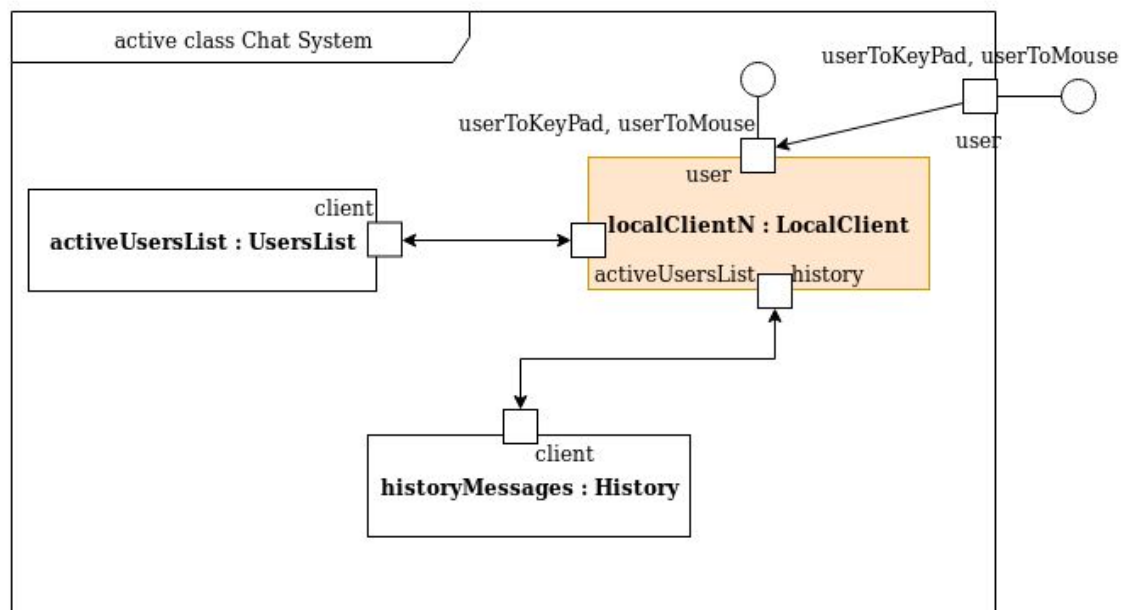 active class Chat System
userToKeyPad, userToMouse
userToKeyPad, userToMouse
user
user
client
activeUsersList : UsersList
localClientN : LocalClient
activeUsersList
history
client
historyMessages : History